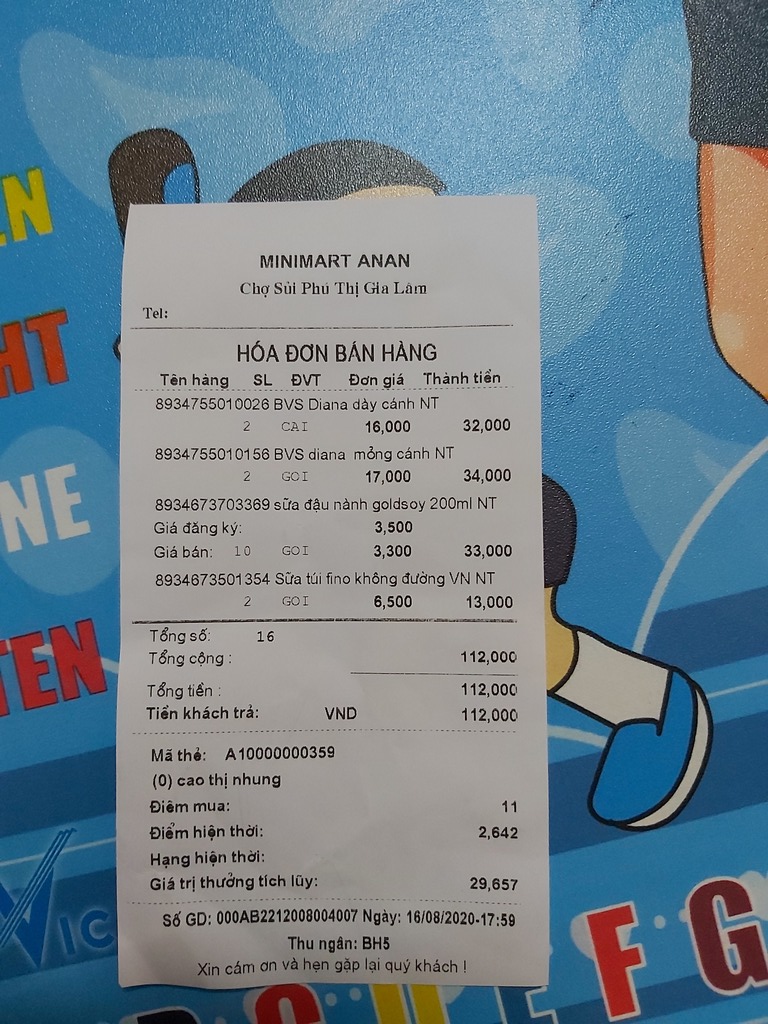 MINIMART ANAN
Chợ Sủi Phú Thị Gia Lâm
Tel:
HÓA ĐƠN BÁN HÀNG
Tên hàng SL ĐVT Đơn giá Thành tiền
8934755010026 BVS Diana dày cánh NT
2 CAI 16,000 32,000
8934755010156 BVS diana mỏng cánh NT
2 GOI 17,000 34,000
8934673703369 sữa đậu nành goldsoy 200ml NT
Giá đăng ký: 3,500
Giá bán: 10 GOI 3,300 33,000
8934673501354 Sữa túi fino không đường VN NT
2 GOI 6,500 13,000
Tổng số: 16
Tổng cộng : 112,000
Tổng tiền : 112,000
Tiền khách trả: VND 112,000
Mã thẻ: A10000000359
(0) cao thị nhung
Điểm mua: 11
Điểm hiện thời: 2,642
Hạng hiện thời:
Giá trị thưởng tích lũy: 29,657
Số GD: 000AB2212008004007 Ngày: 16/08/2020-17:59
Thu ngân: BH5
Xin cám ơn và hẹn gặp lại quý khách !
EN
HT
NE
TEN
VIC
F G